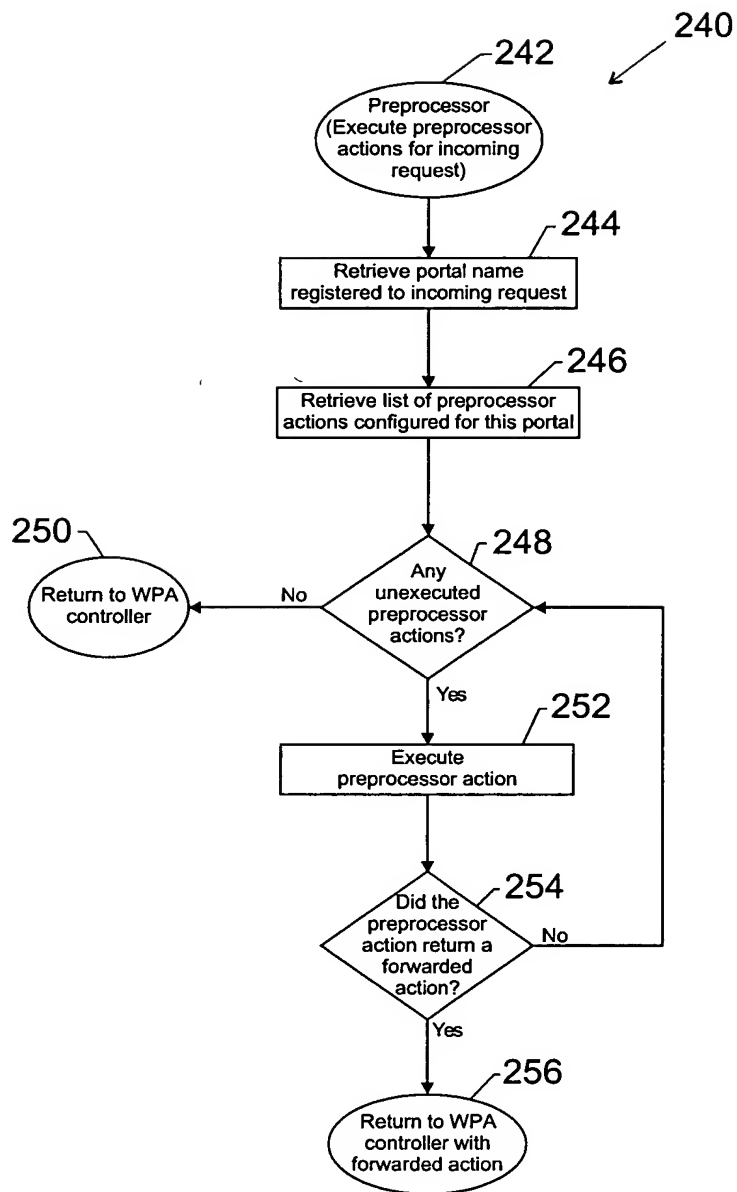 240
242
Preprocessor
(Execute preprocessor
actions for incoming
request)
244
Retrieve portal name
registered to incoming request
246
Retrieve list of preprocessor
actions configured for this portal
250
248
Return to WPA
controller
No
Any
unexecuted
preprocessor
actions?
Yes
252
Execute
preprocessor action
254
Did the
preprocessor
action return a
forwarded
action?
No
Yes
256
Return to WPA
controller with
forwarded action